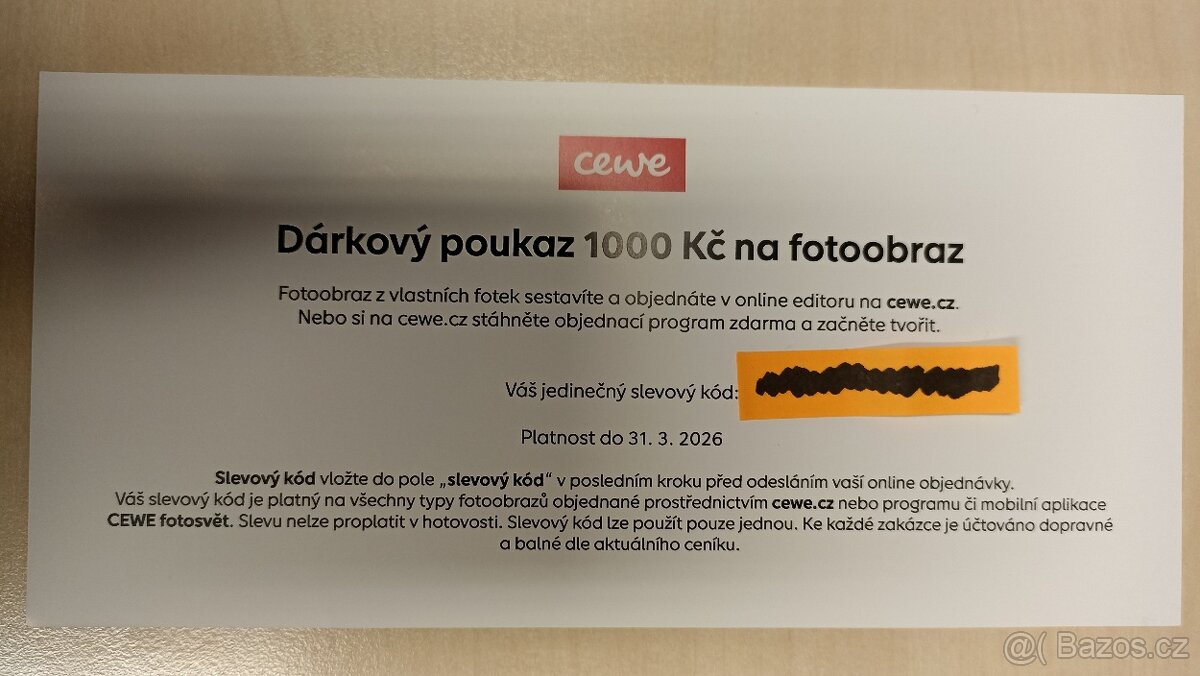 cewe
Dárkový poukaz 1000 Kč na fotoobraz
Fotoobraz z vlastních fotek sestavíte a objednáte v online editoru na cewe.cz.
Nebo si na cewe.cz stáhněte objednací program zdarma a začněte tvořit.
Váš jedinečný slevový kód:
Platnost do 31. 3. 2026
Slevový kód vložte do pole „slevový kód“ v posledním kroku před odesláním vaší online objednávky.
Váš slevový kód je platný na všechny typy fotoobrazů objednané prostřednictvím cewe.cz nebo programu či mobilní aplikace
CEWE fotosvět. Slevu nelze proplatit v hotovosti. Slevový kód lze použít pouze jednou. Ke každé zakázce je účtováno dopravné
a balné dle aktuálního ceníku.
@( Bazos.cz